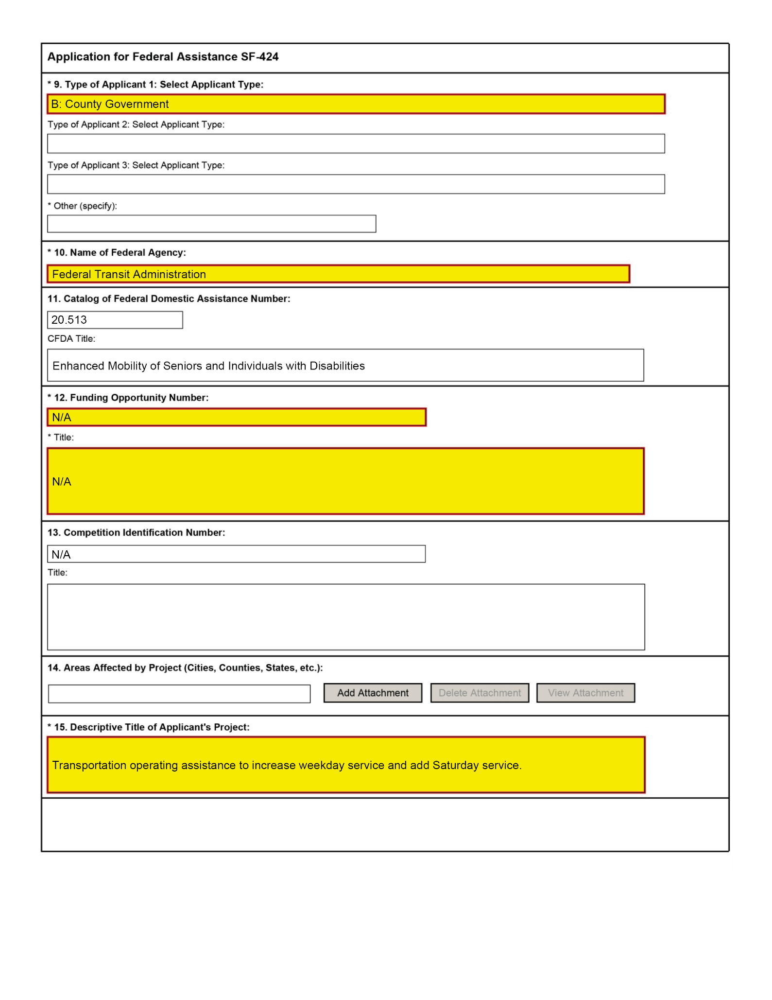 Application for Federal Assistance SF-424
* 9. Type of Applicant 1: Select Applicant Type:
B: County Government
Type of Applicant 2: Select Applicant Type:
Type of Applicant 3: Select Applicant Type:
* Other (specify):
* 10. Name of Federal Agency:
Federal Transit Administration
11. Catalog of Federal Domestic Assistance Number:
20.513
CFDA Title:
Enhanced Mobility of Seniors and Individuals with Disabilities
* 12. Funding Opportunity Number:
N/A
* Title:
N/A
13. Competition Identification Number:
N/A
Title:
14. Areas Affected by Project (Cities, Counties, States, etc.):
Add Attachment Delete Attachment View Attachment
* 15. Descriptive Title of Applicant's Project:
Transportation operating assistance to increase weekday service and add Saturday service.